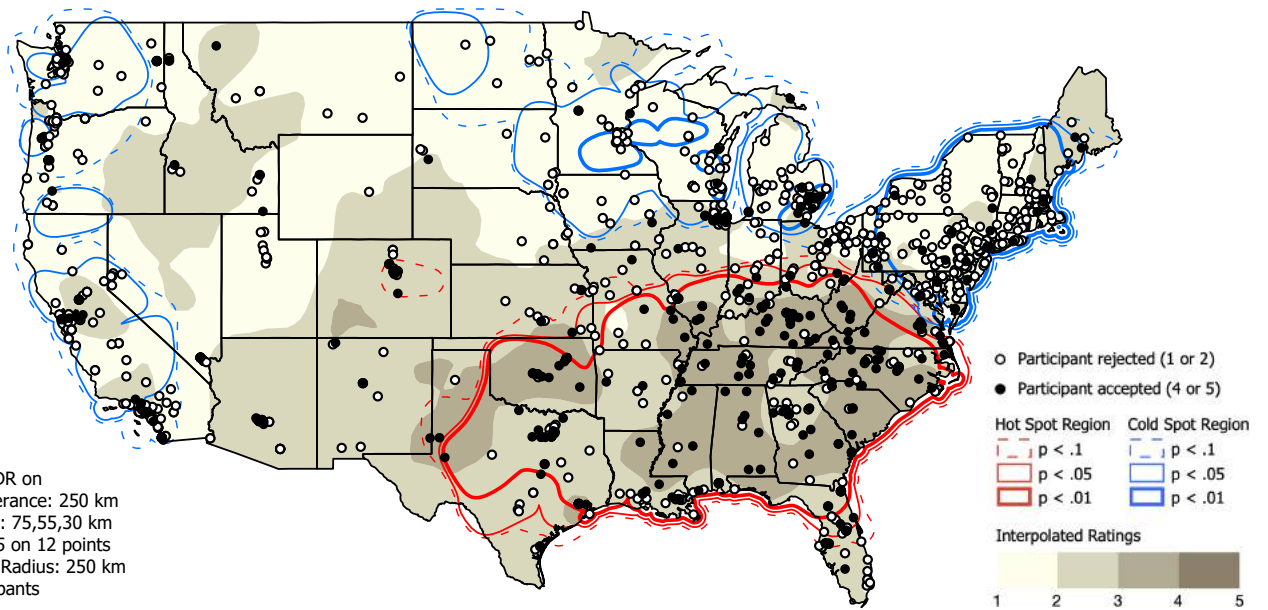 Participant rejected (1 or 2)
Participant accepted (4 or 5)
Hot Spot Region Cold Spot Region
p < .1 p < .1
p < .05 p < .05
p < .01 p < .01
Interpolated Ratings
1 2 3 4 5
DR on
erance: 250 km
: 75,55,30 km
5 on 12 points
Radius: 250 km
pants